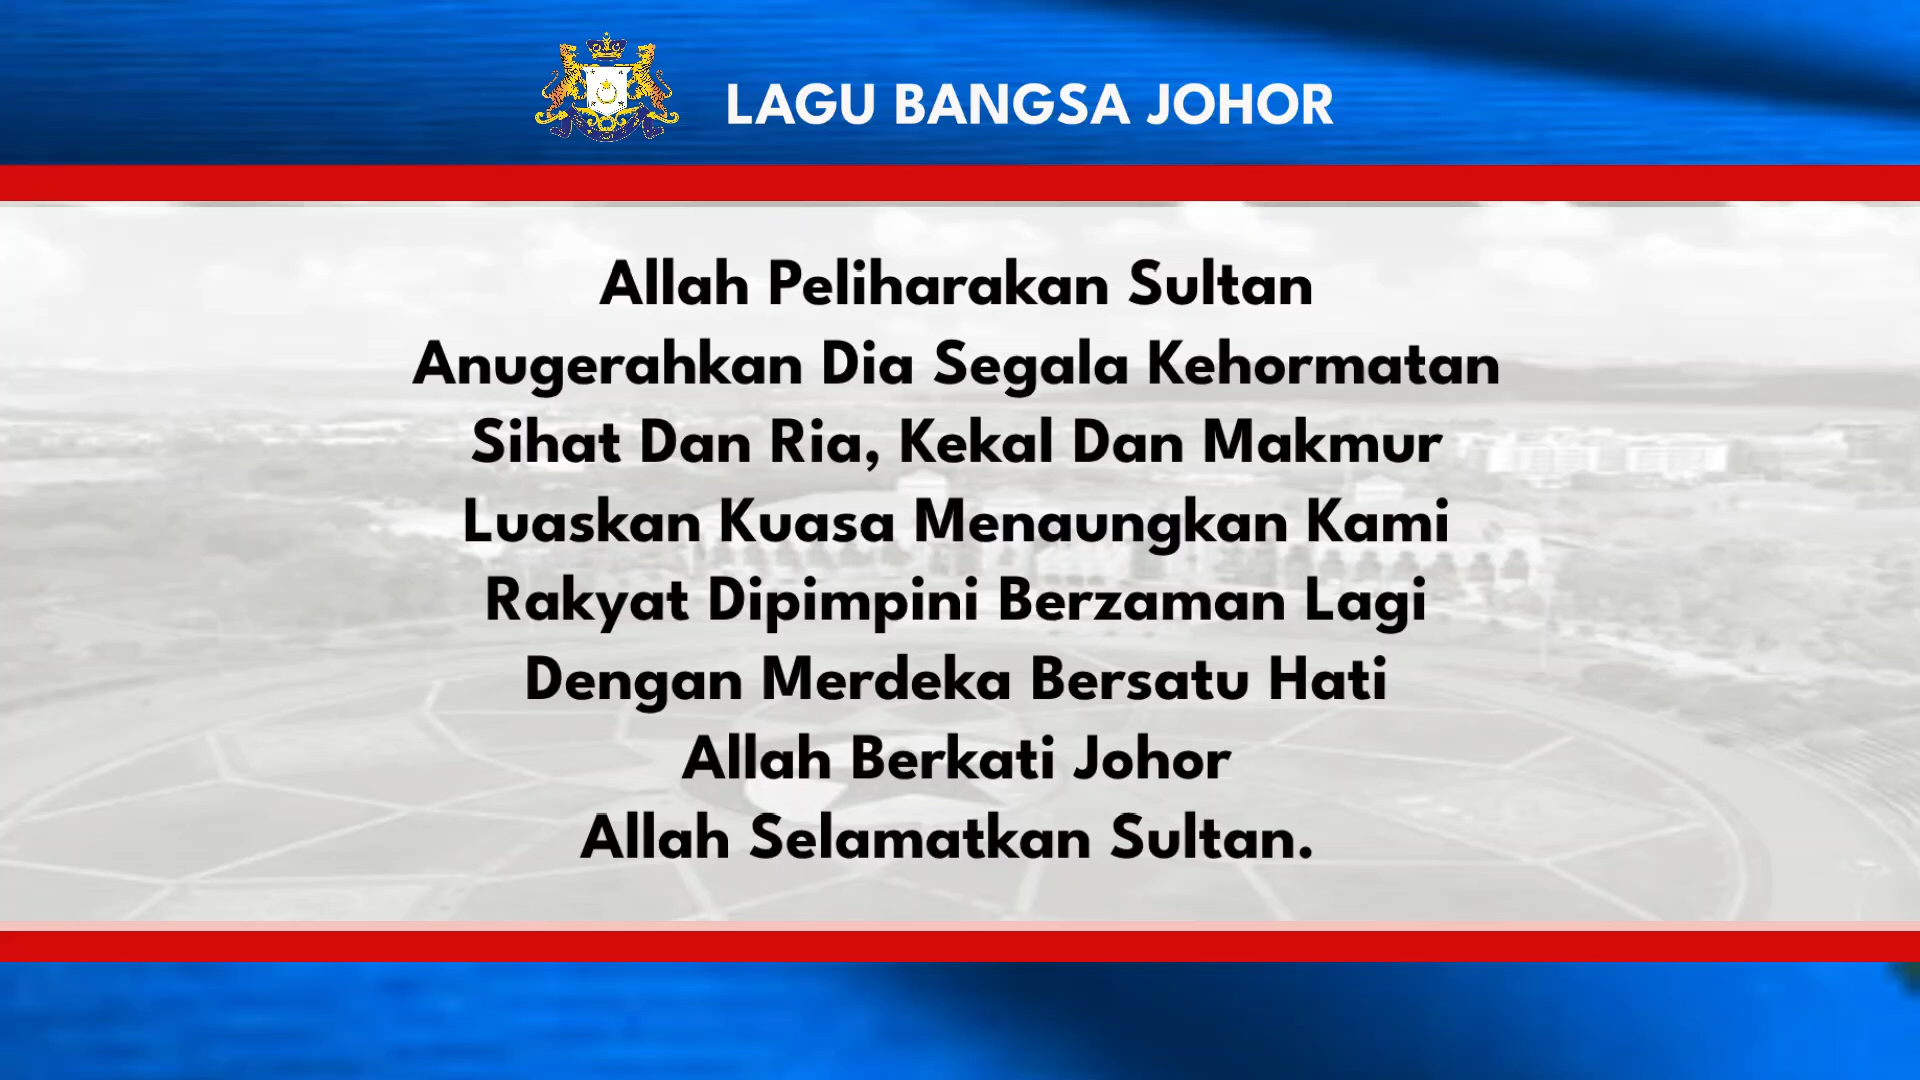 LAGU BANGSA JOHOR
Allah Peliharakan Sultan
Anugerahkan Dia Segala Kehormatan
Sihat Dan Ria, Kekal Dan Makmur
Luaskan Kuasa Menaungkan Kami
Rakyat Dipimpini Berzaman Lagi
Dengan Merdeka Bersatu Hati
Allah Berkati Johor
Allah Selamatkan Sultan.